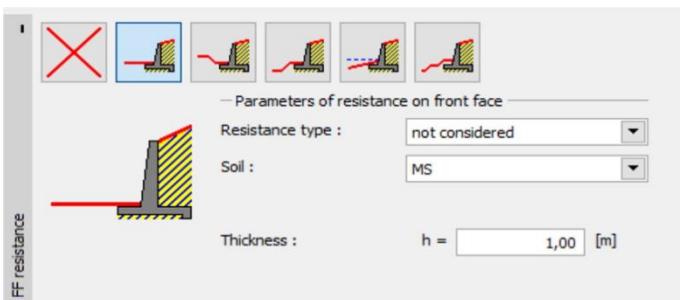 Parameters of resistance on front face
Resistance type : not considered
Soil : MS
Thickness : h = 1,00 [m]
FF resistance